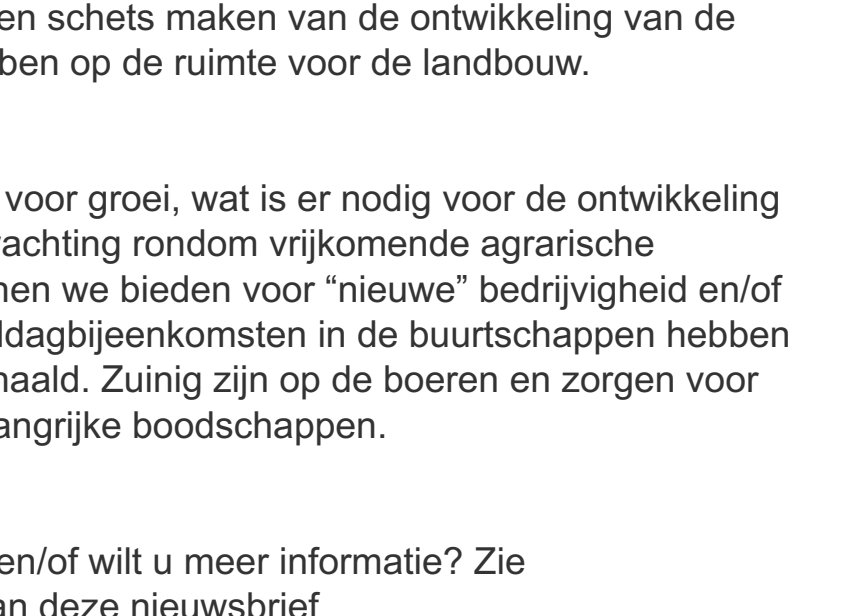 en schets maken van de ontwikkeling van de
ben op de ruimte voor de landbouw.
voor groei, wat is er nodig voor de ontwikkeling
achting rondom vrijkomende agrarische
nen we bieden voor “nieuwe” bedrijvigheid en/of
ddagbijeenkomsten in de buurtschappen hebben
haald. Zuinig zijn op de boeren en zorgen voor
angrijke boodschappen.
en/of wilt u meer informatie? Zie
an deze nieuwsbrief